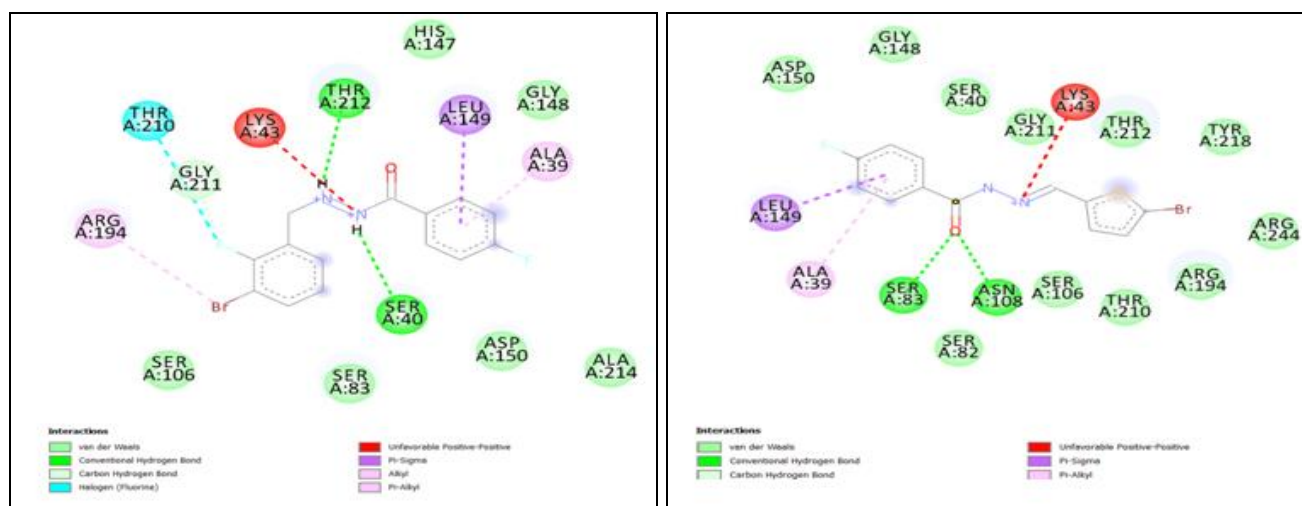 HIS
A:147
THR
A:212
GLY
A:148
THR
A:210
LYS
A:43
LEU
A:149
ALA
A:39
GLY
A:211
ARG
A:194
H
N
O
N
H
F
Br
F
SER
A:40
SER
A:106
SER
A:83
ASP
A:150
ALA
A:214
Interactions
van der Waals
Conventional Hydrogen Bond
Carbon Hydrogen Bond
Halogen (Fluorine)
Unfavorable Positive-Positive
Pi-Sigma
Alkyl
Pi-Alkyl
GLY
A:148
ASP
A:150
SER
A:40
LYS
A:43
GLY
A:211
THR
A:212
TYR
A:218
F
N
N
O
Br
LEU
A:149
ALA
A:39
SER
A:83
ASN
A:108
SER
A:106
THR
A:210
ARG
A:194
ARG
A:244
SER
A:82
Interactions
van der Waals
Conventional Hydrogen Bond
Carbon Hydrogen Bond
Unfavorable Positive-Positive
Pi-Sigma
Pi-Alkyl